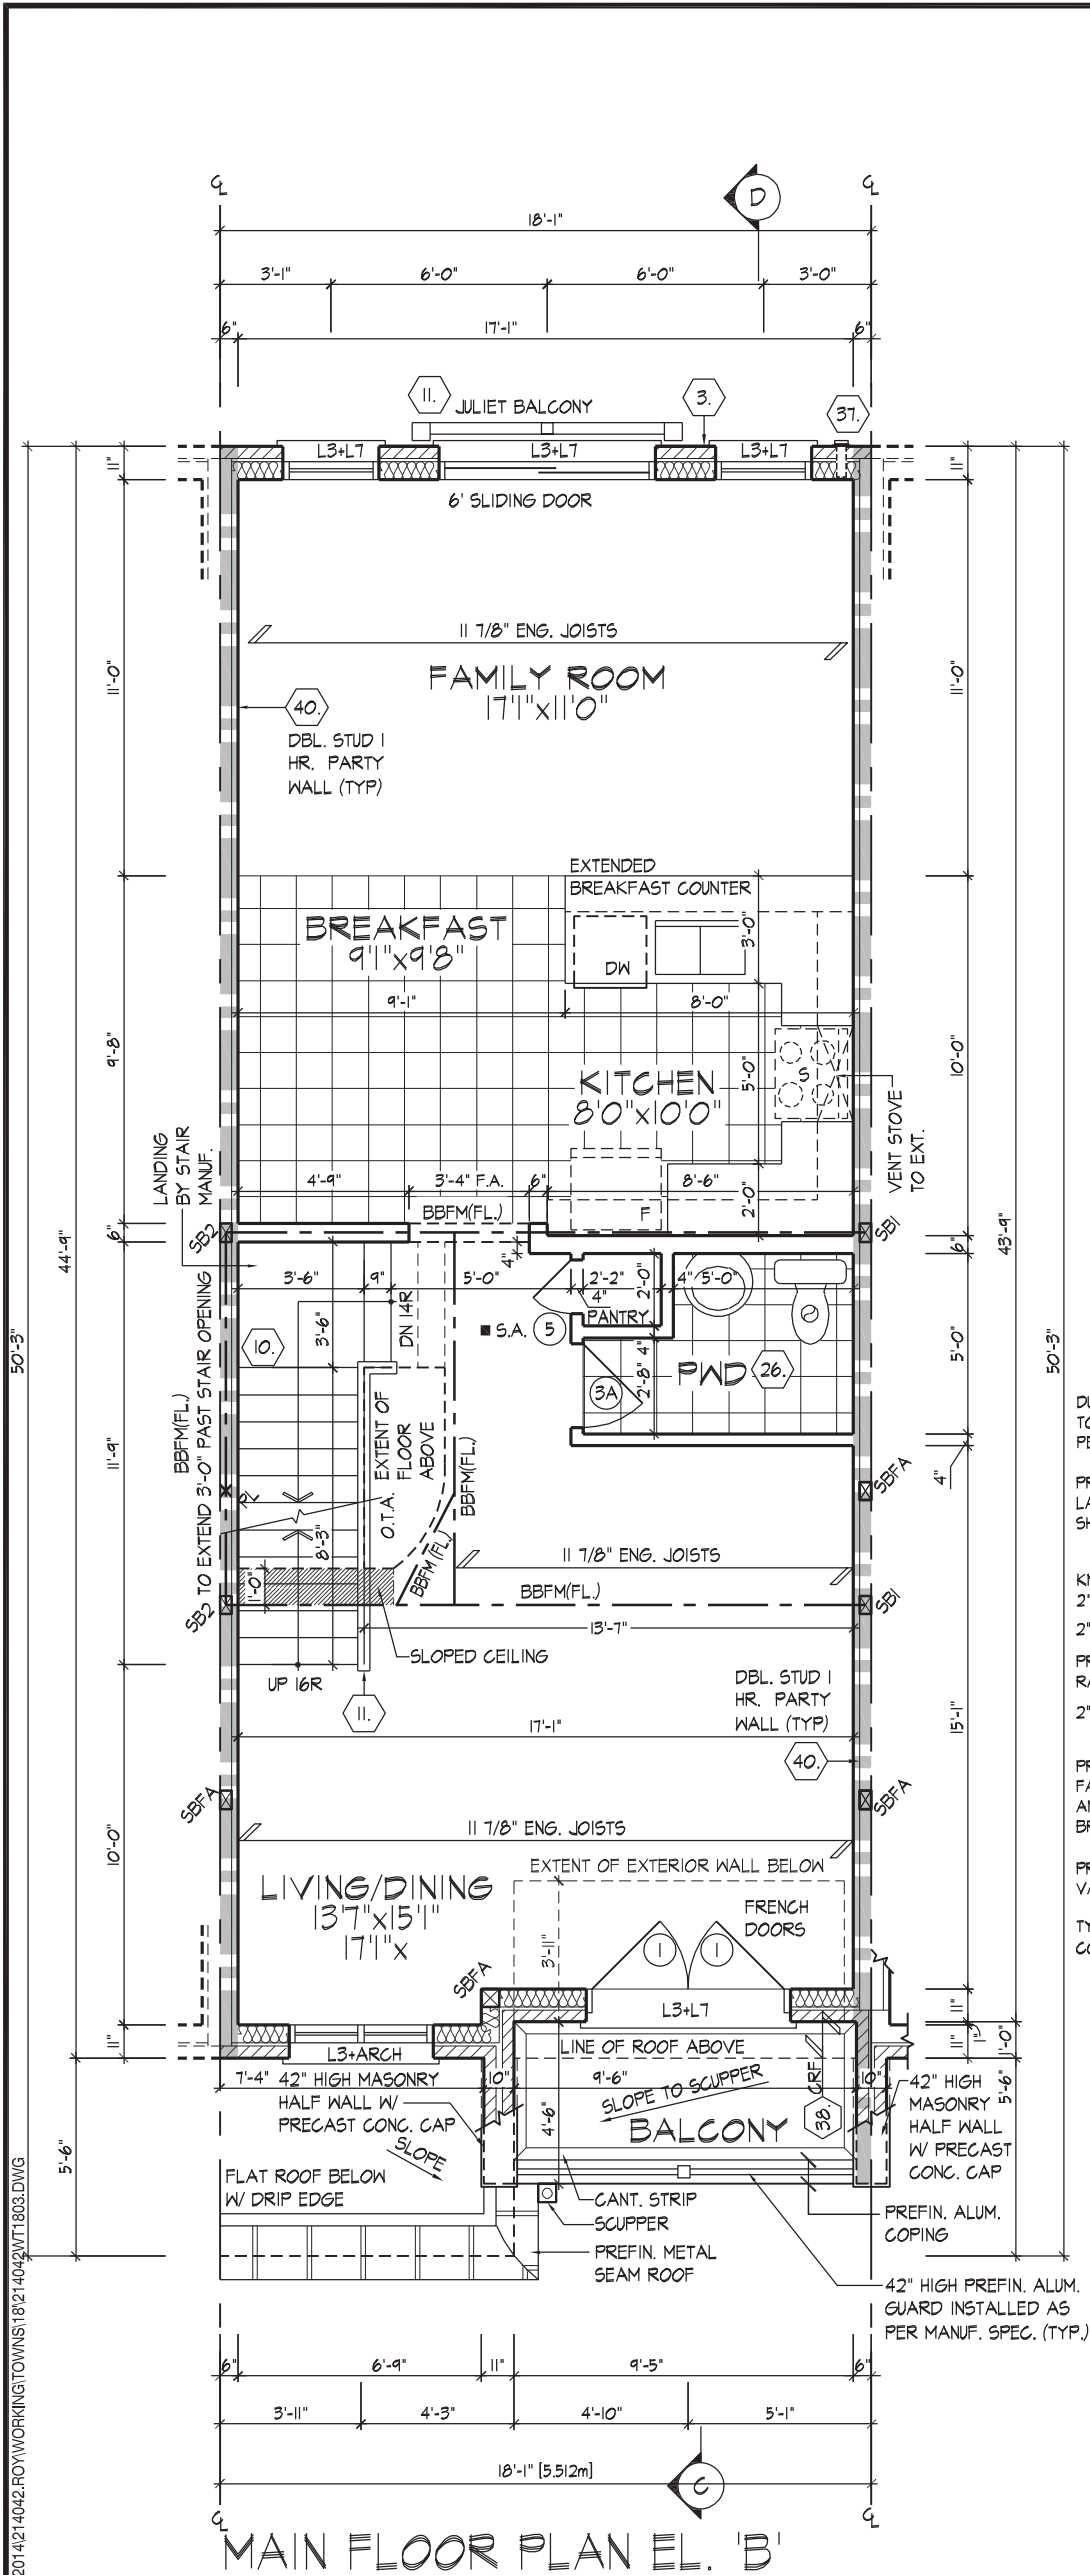 ℄
℄
D
18'-1"
3'-1"
6'-0"
6'-0"
3'-0"
6"
17'-1"
6"
11.
JULIET BALCONY
3.
37.
11"
L3+L7
L3+L7
L3+L7
11"
6' SLIDING DOOR
11 7/8" ENG. JOISTS
FAMILY ROOM
17'1"x11'0"
11'-0"
11'-0"
40.
DBL. STUD 1
HR. PARTY
WALL (TYP)
EXTENDED
BREAKFAST COUNTER
BREAKFAST
9'1"x9'8"
3'-0"
DW
9'-1"
8'-0"
9'-8"
10'-0"
KITCHEN
8'0"x10'0"
5'-0"
S
VENT STOVE
TO EXT.
LANDING
BY STAIR
MANUF.
4'-9"
3'-4" F.A.
6"
8'-6"
BBFM(FL.)
F
2'-0"
SB2
SB1
6"
6"
44'-9"
43'-9"
50'-3"
50'-3"
3'-6"
9"
5'-0"
4"
2'-2"
4"
2'-0"
4"
5'-0"
PANTRY
10.
3'-6"
DN 14R
S.A.
5
PWD
26.
3A
2'-8"
4"
5'-0"
4"
11'-9"
BBFM(FL.)
SB2 TO EXTEND 3'-0" PAST STAIR OPENING
EXTENT OF
FLOOR
ABOVE
O.T.A.
BBFM(FL.)
BBFM(FL.)
PL
8'-3"
1'-0"
SBFA
11 7/8" ENG. JOISTS
BBFM(FL.)
SB1
13'-7"
SLOPED CEILING
UP 16R
11.
DBL. STUD 1
HR. PARTY
WALL (TYP)
17'-1"
40.
15'-1"
SBFA
SBFA
11 7/8" ENG. JOISTS
10'-0"
EXTENT OF EXTERIOR WALL BELOW
LIVING/DINING
13'7"x15'1"
17'1"x
FRENCH
DOORS
3'-11"
1
1
SBFA
L3+L7
11"
11"
L3+ARCH
LINE OF ROOF ABOVE
11"
1"
1'-0"
7'-4"
42" HIGH MASONRY
HALF WALL W/
PRECAST CONC. CAP
10"
9'-6"
10"
SLOPE TO SCUPPER
CRF
38.
4'-6"
BALCONY
SLOPE
42" HIGH
MASONRY
HALF WALL
W/ PRECAST
CONC. CAP
5'-6"
5'-6"
FLAT ROOF BELOW
W/ DRIP EDGE
CANT. STRIP
SCUPPER
PREFIN. METAL
SEAM ROOF
PREFIN. ALUM.
COPING
42" HIGH PREFIN. ALUM.
GUARD INSTALLED AS
PER MANUF. SPEC. (TYP.)
6"
6'-9"
11"
9'-5"
6"
3'-11"
4'-3"
4'-10"
5'-1"
18'-1" [5.512m]
C
℄
℄
MAIN FLOOR PLAN EL. 'B'
2014\214042.ROY\WORKING\TOWNS\18'\214042WT1803.DWG